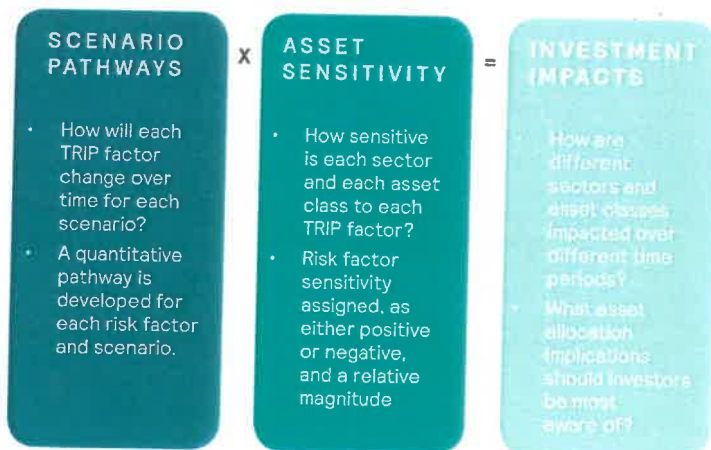 SCENARIO
PATHWAYS
• How will each
TRIP factor
change over
time for each
scenario?
• A quantitative
pathway is
developed for
each risk factor
and scenario.
X
ASSET
SENSITIVITY
• How sensitive
is each sector
and each asset
class to each
TRIP factor?
• Risk factor
sensitivity
assigned, as
either positive
or negative,
and a relative
magnitude
=
INVESTMENT
IMPACTS
• How are
different
sectors and
asset classes
impacted over
different time
periods?
• What asset
allocation
implications
should investors
be most
aware of?